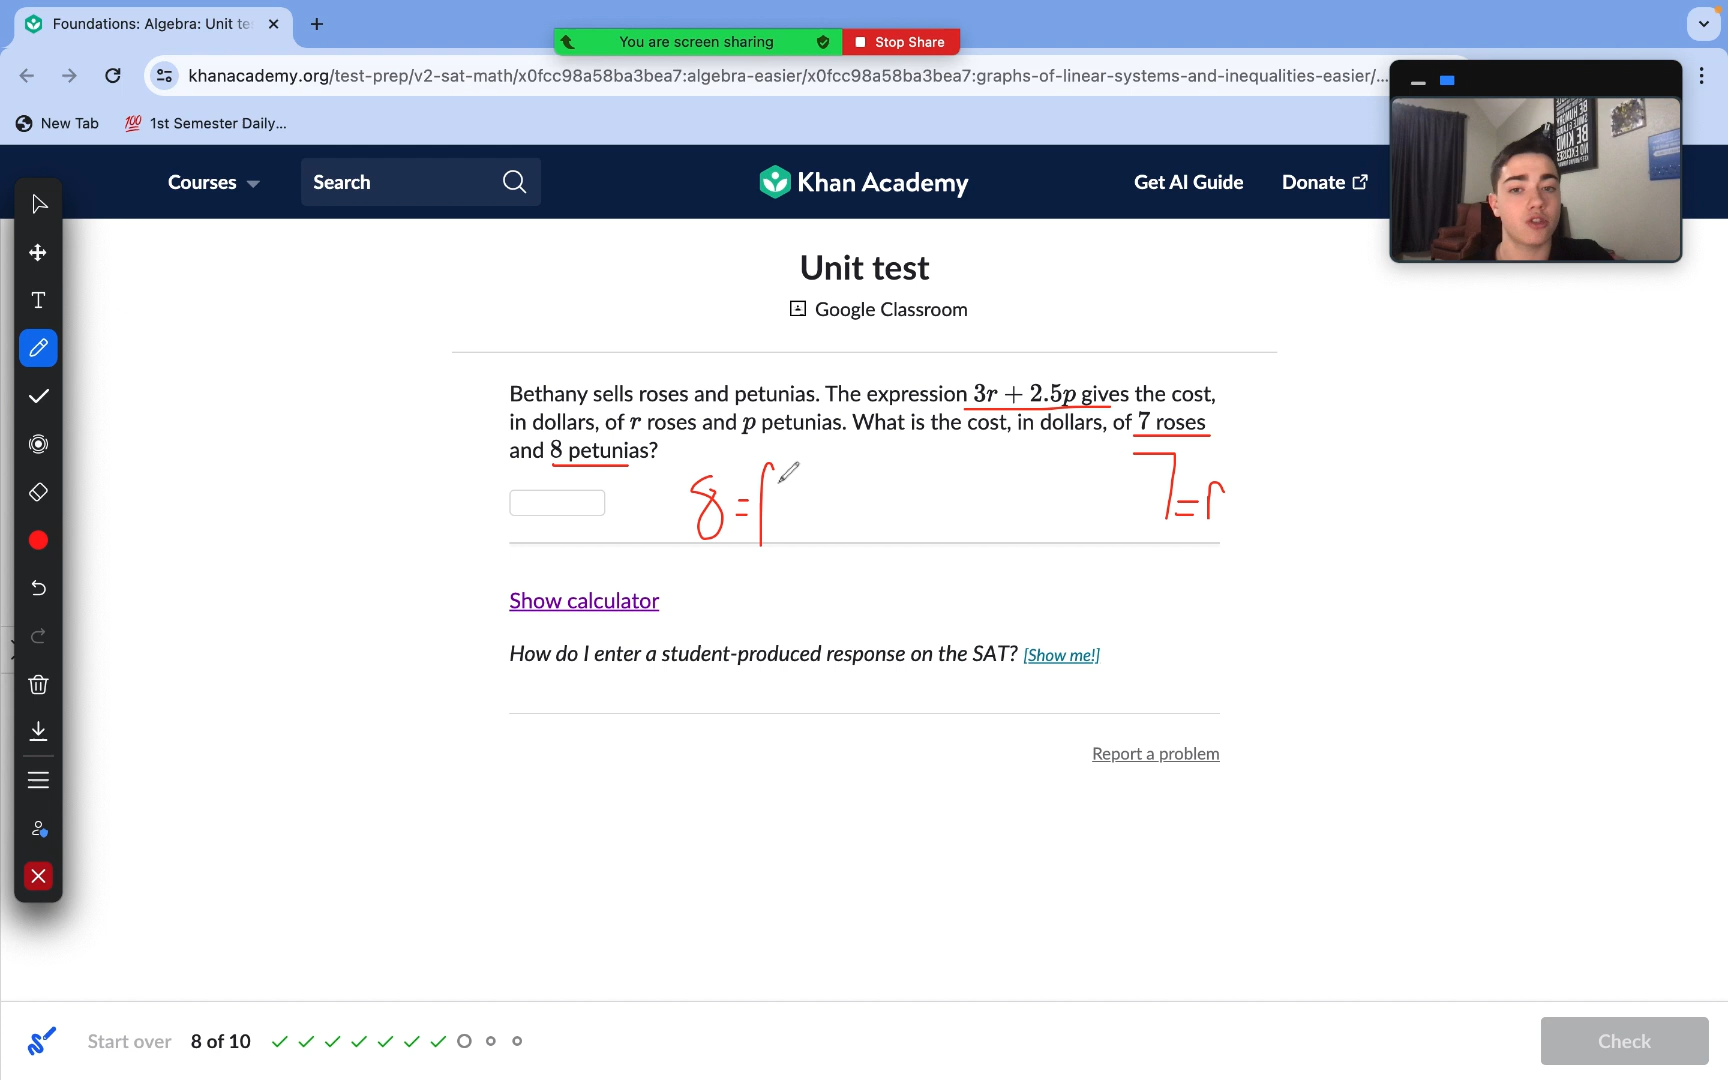 Foundations: Algebra: Unit te
You are screen sharing
Stop Share
khanacademy.org/test-prep/v2-sat-math/x0fcc98a58ba3bea7:algebra-easier/x0fcc98a58ba3bea7:graphs-of-linear-systems-and-inequalities-easier/...
New Tab
100 1st Semester Daily...
Courses
Search
Khan Academy
Get AI Guide
Donate
BE KIND
NO EXCUSES
Unit test
Google Classroom
Bethany sells roses and petunias. The expression 3r + 2.5p gives the cost,
in dollars, of r roses and p petunias. What is the cost, in dollars, of 7 roses
and 8 petunias?
8 =
7 = r
Show calculator
How do I enter a student-produced response on the SAT? [Show me!]
Report a problem
T
Start over
8 of 10
Check